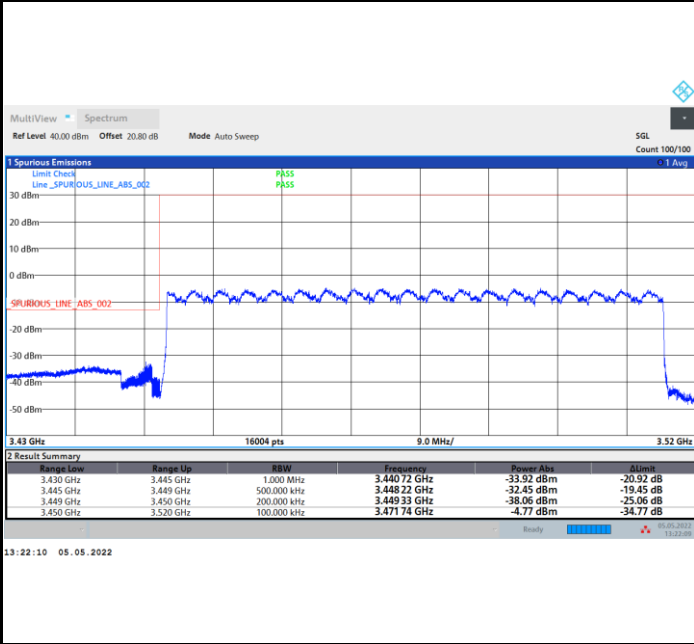 MultiView Spectrum
Ref Level 40.00 dBm Offset 20.80 dB Mode Auto Sweep SGL
Count 100/100
1 Spurious Emissions 1 Avg
Limit Check PASS
Line _SPURIOUS_LINE_ABS_002 PASS
30 dBm
20 dBm
10 dBm
0 dBm
_SPURIOUS_LINE_ABS_002
-20 dBm
-30 dBm
-40 dBm
-50 dBm
3.43 GHz 16004 pts 9.0 MHz/ 3.52 GHz
2 Result Summary
Range Low Range Up RBW Frequency Power Abs ΔLimit
3.430 GHz 3.445 GHz 1.000 MHz 3.440 72 GHz -33.92 dBm -20.92 dB
3.445 GHz 3.449 GHz 500.000 kHz 3.448 22 GHz -32.45 dBm -19.45 dB
3.449 GHz 3.450 GHz 200.000 kHz 3.449 33 GHz -38.06 dBm -25.06 dB
3.450 GHz 3.520 GHz 100.000 kHz 3.471 74 GHz -4.77 dBm -34.77 dB
Ready 05.05.2022
13:22:09
13:22:10 05.05.2022